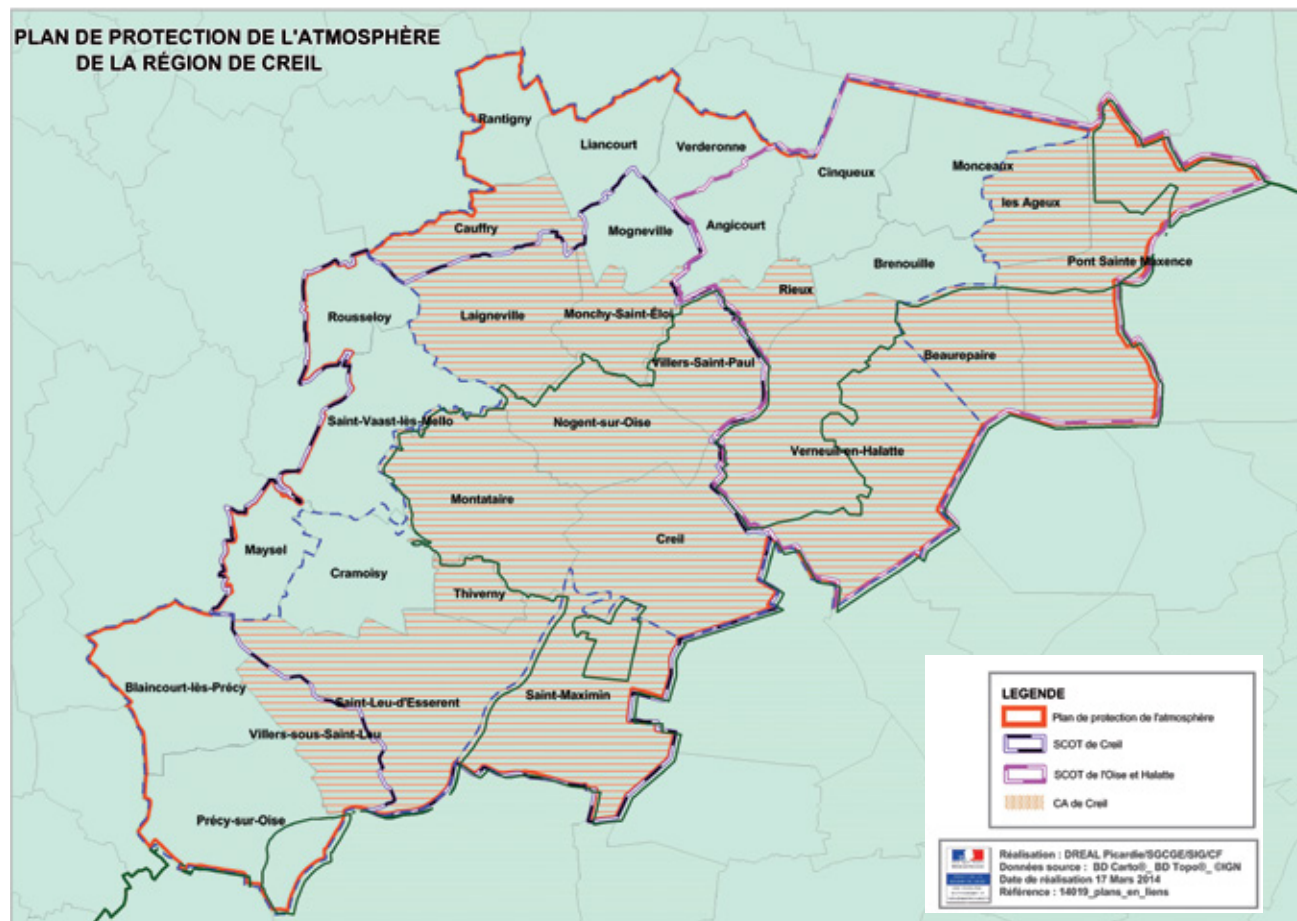 PLAN DE PROTECTION DE L'ATMOSPHÈRE
DE LA RÉGION DE CREIL
Rantigny
Liancourt
Verderonne
Cinqueux
Monceaux
les Ageux
Cauffry
Mogneville
Angicourt
Brenouille
Pont Sainte Maxence
Rieux
Rousseloy
Laigneville
Monchy-Saint-Éloi
Villers-Saint-Paul
Beaurepaire
Saint-Vaast-lès-Mello
Nogent-sur-Oise
Verneuil-en-Halatte
Montataire
Creil
Maysel
Cramoisy
Thiverny
Blaincourt-lès-Précy
Saint-Leu-d'Esserent
Saint-Maximin
Villers-sous-Saint-Leu
Précy-sur-Oise
LEGENDE
Plan de protection de l'atmosphère
SCOT de Creil
SCOT de l'Oise et Halatte
CA de Creil
Réalisation : DREAL Picardie/SGCGE/SIG/CF
Données source : BD Carto®_ BD Topo®_ ©IGN
Date de réalisation 17 Mars 2014
Référence : 14019_plans_en_liens